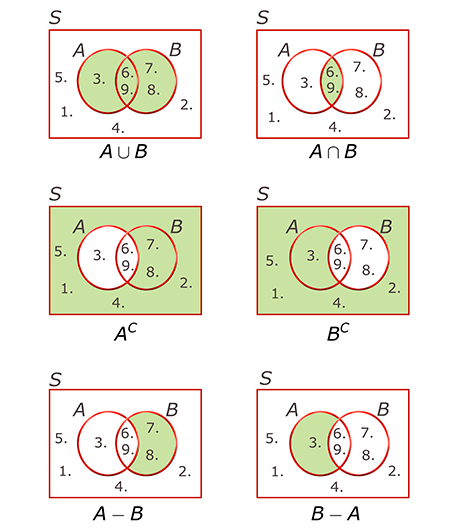 S
A B
5. 3. 6. 7.
9. 8.
1. 2.
4.
A ∪ B
S
A B
5. 3. 6. 7.
9. 8.
1. 2.
4.
A ∩ B
S
A B
5. 3. 6. 7.
9. 8.
1. 2.
4.
A^C
S
A B
5. 3. 6. 7.
9. 8.
1. 2.
4.
B^C
S
A B
5. 3. 6. 7.
9. 8.
1. 2.
4.
A − B
S
A B
5. 3. 6. 7.
9. 8.
1. 2.
4.
B − A